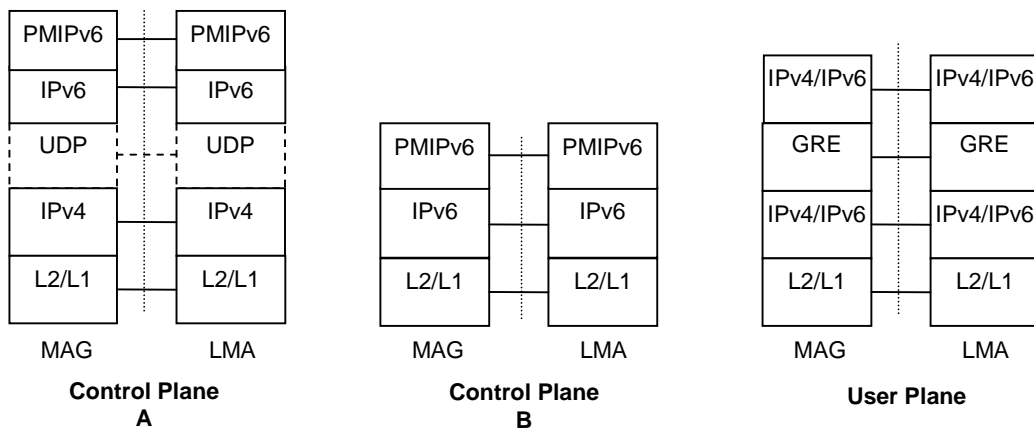 PMIPv6 PMIPv6
IPv6 IPv6
UDP UDP
IPv4 IPv4
L2/L1 L2/L1
MAG LMA
Control Plane
A
PMIPv6 PMIPv6
IPv6 IPv6
L2/L1 L2/L1
MAG LMA
Control Plane
B
IPv4/IPv6 IPv4/IPv6
GRE GRE
IPv4/IPv6 IPv4/IPv6
L2/L1 L2/L1
MAG LMA
User Plane